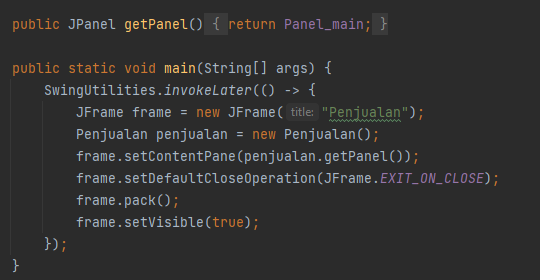 public JPanel getPanel() { return Panel_main; }
public static void main(String[] args) {
SwingUtilities.invokeLater(() -> {
JFrame frame = new JFrame( title: "Penjualan");
Penjualan penjualan = new Penjualan();
frame.setContentPane(penjualan.getPanel());
frame.setDefaultCloseOperation(JFrame.EXIT_ON_CLOSE);
frame.pack();
frame.setVisible(true);
});
}